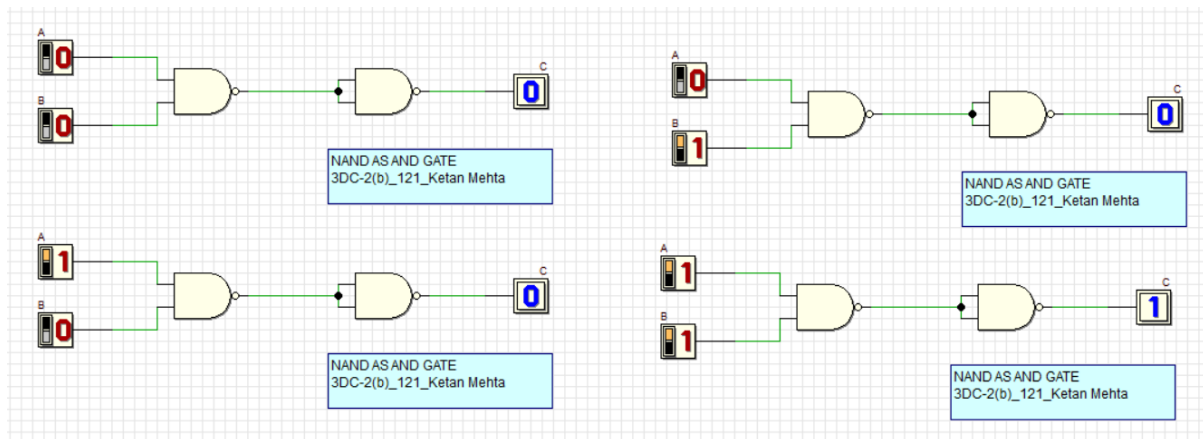 A
0
B
0
C
0
NAND AS AND GATE
3DC-2(b)_121_Ketan Mehta
A
0
B
1
C
0
NAND AS AND GATE
3DC-2(b)_121_Ketan Mehta
A
1
B
0
C
0
NAND AS AND GATE
3DC-2(b)_121_Ketan Mehta
A
1
B
1
C
1
NAND AS AND GATE
3DC-2(b)_121_Ketan Mehta